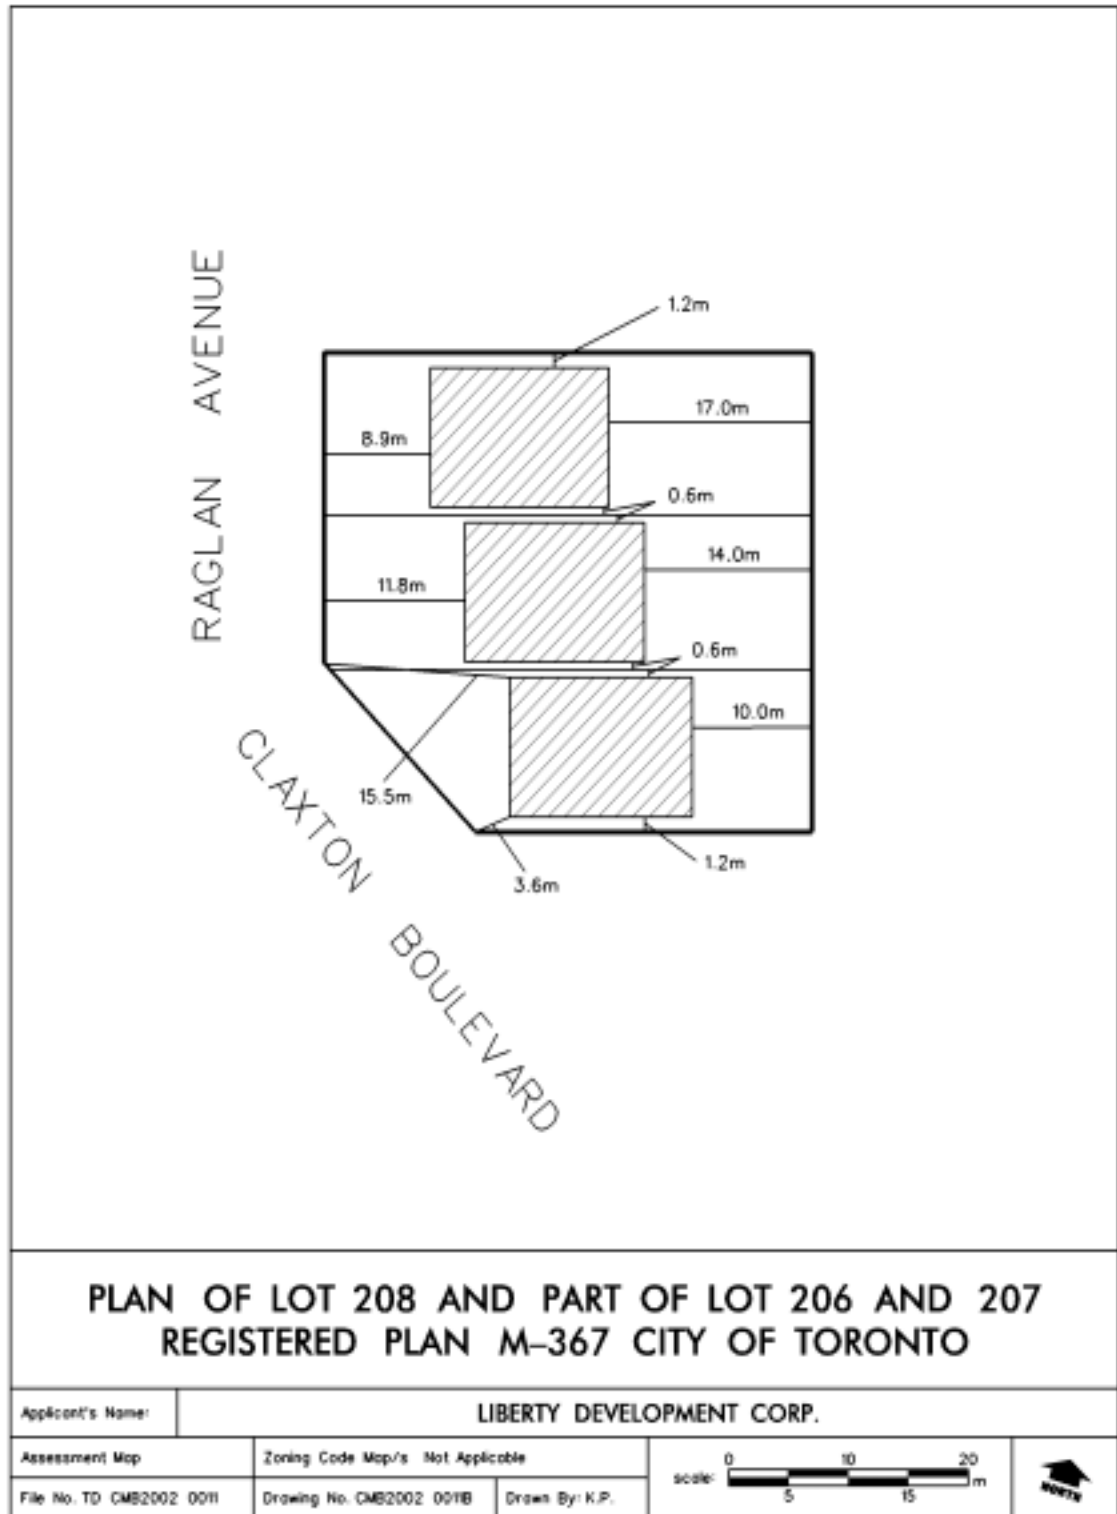 RAGLAN AVENUE
1.2m
17.0m
8.9m
0.6m
14.0m
11.8m
0.6m
10.0m
15.5m
1.2m
3.6m
CLAXTON BOULEVARD
PLAN OF LOT 208 AND PART OF LOT 206 AND 207
REGISTERED PLAN M-367 CITY OF TORONTO
Applicant's Name: LIBERTY DEVELOPMENT CORP.
Assessment Map
Zoning Code Map/s Not Applicable
File No. TD CMB2002 0011
Drawing No. CMB2002 0011B
Drawn By: K.P.
0 10 20
scale: m
5 15
NORTH